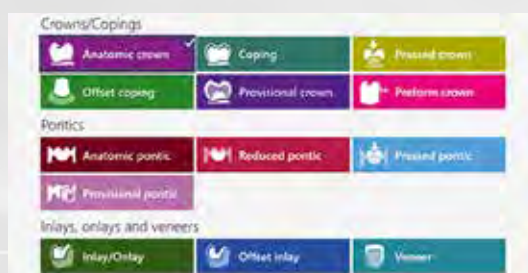 Crowns/Copings
Anatomic crown Coping Pressed crown
Offset coping Provisional crown Preform crown
Pontics
Anatomic pontic Reduced pontic Pressed pontic
Provisional pontic
Inlays, onlays and veneers
Inlay/Onlay Offset inlay Veneer